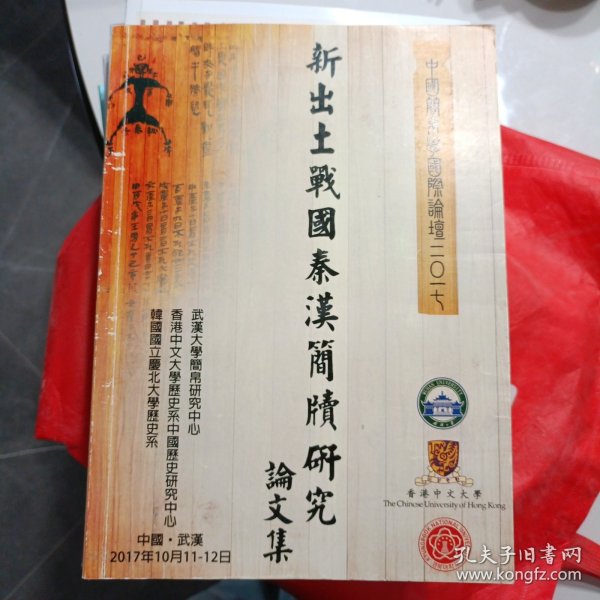 中國簡帛學國際論壇二〇一七
新出土戰國秦漢簡牘研究
論文集
武漢大學簡帛研究中心
香港中文大學歷史系中國歷史研究中心
韓國國立慶北大學歷史系
中國·武漢
2017年10月11-12日
香港中文大學
The Chinese University of Hong Kong
孔夫子旧书网
www.kongfz.com